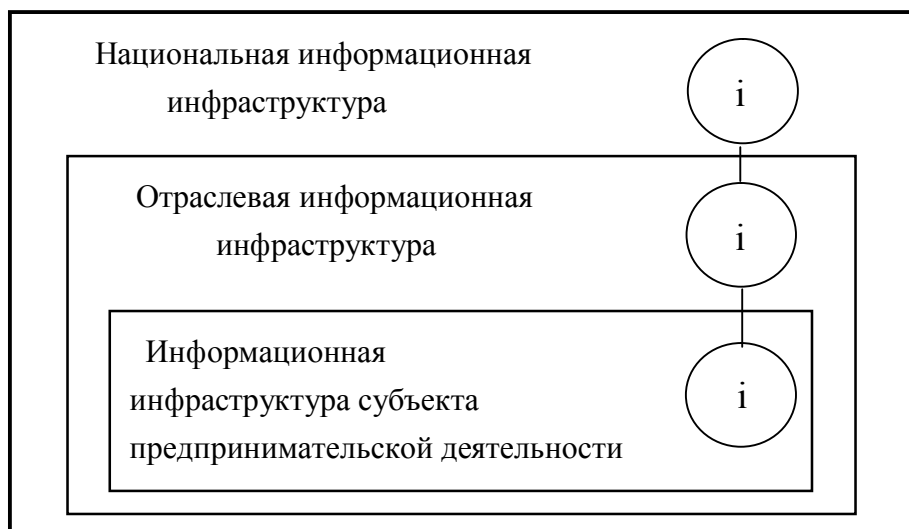 Национальная информационная
инфраструктура
i
Отраслевая информационная
инфраструктура
i
Информационная
инфраструктура субъекта
предпринимательской деятельности
i